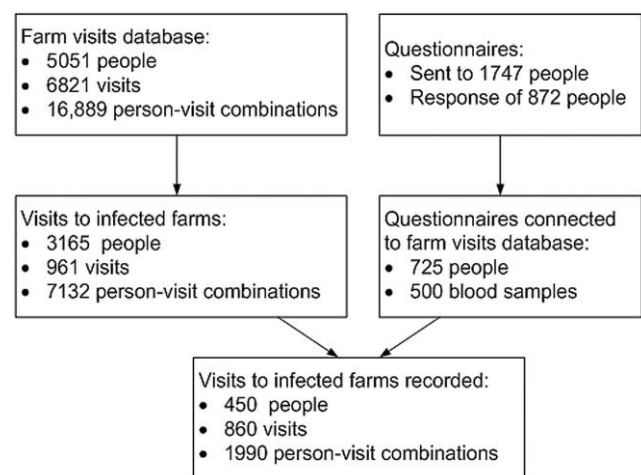 Farm visits database:
• 5051 people
• 6821 visits
• 16,889 person-visit combinations
Questionnaires:
• Sent to 1747 people
• Response of 872 people
Visits to infected farms:
• 3165 people
• 961 visits
• 7132 person-visit combinations
Questionnaires connected
to farm visits database:
• 725 people
• 500 blood samples
Visits to infected farms recorded:
• 450 people
• 860 visits
• 1990 person-visit combinations